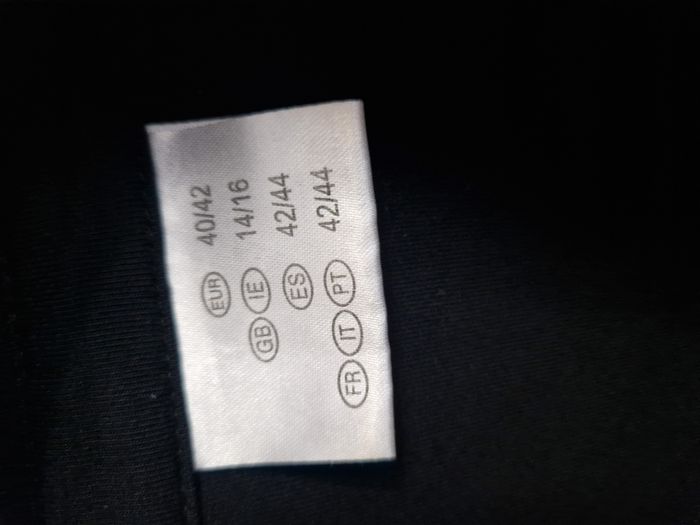 EUR 40/42
GB IE 14/16
ES 42/44
FR IT PT 42/44